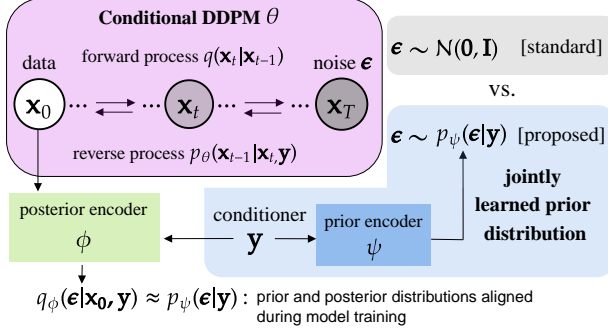 Conditional DDPM θ
data
forward process q(x_t|x_{t−1})
noise ϵ
x_0 ... ... x_t ... ... x_T
reverse process p_θ(x_{t−1}|x_t, y)
ϵ ∼ N(0, I) [standard]
vs.
ϵ ∼ p_ψ(ϵ|y) [proposed]
jointly
learned prior
distribution
posterior encoder
ϕ
conditioner
y
prior encoder
ψ
q_ϕ(ϵ|x_0, y) ≈ p_ψ(ϵ|y) : prior and posterior distributions aligned
during model training